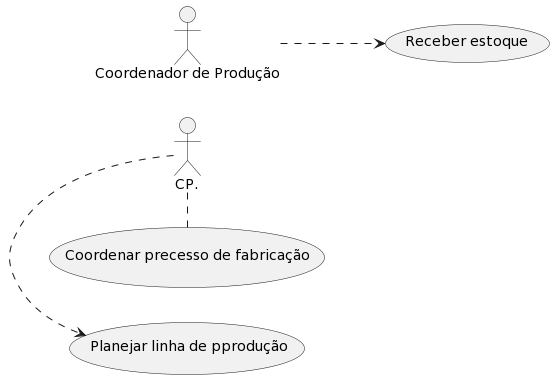 Receber estoque
Coordenador de Produção
CP.
Coordenar precesso de fabricação
Planejar linha de pprodução